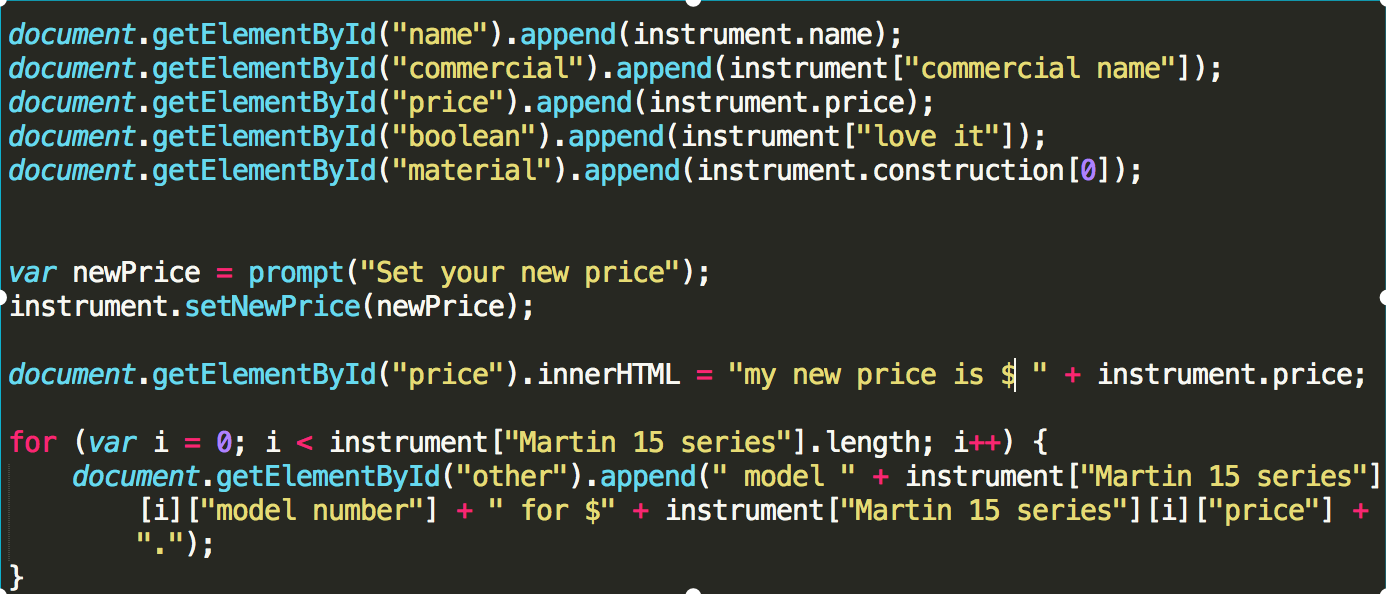 document.getElementById("name").append(instrument.name);
document.getElementById("commercial").append(instrument["commercial name"]);
document.getElementById("price").append(instrument.price);
document.getElementById("boolean").append(instrument["love it"]);
document.getElementById("material").append(instrument.construction[0]);
var newPrice = prompt("Set your new price");
instrument.setNewPrice(newPrice);
document.getElementById("price").innerHTML = "my new price is $ " + instrument.price;
for (var i = 0; i < instrument["Martin 15 series"].length; i++) {
document.getElementById("other").append(" model " + instrument["Martin 15 series"]
[i]["model number"] + " for $" + instrument["Martin 15 series"][i]["price"] +
".");
}